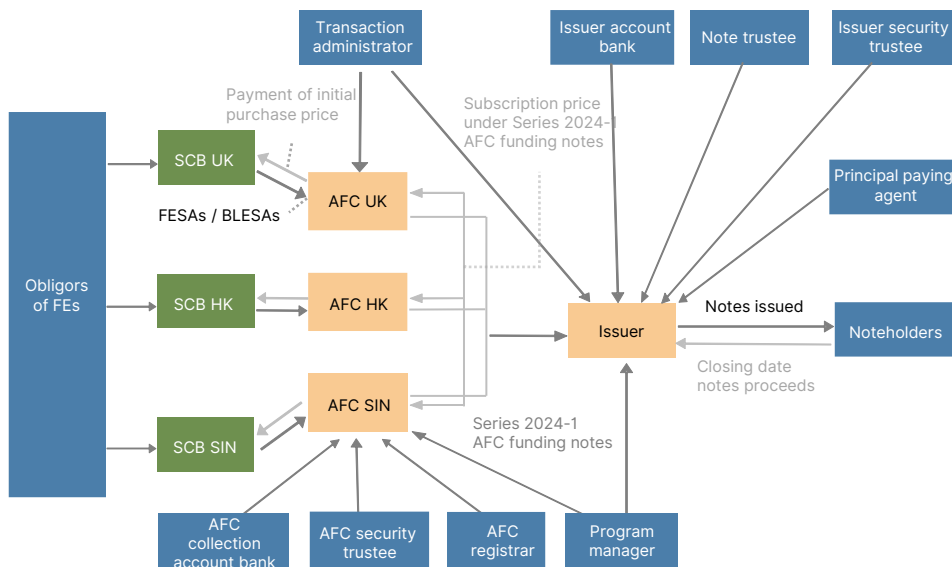 Transaction
administrator
Issuer account
bank
Note trustee
Issuer security
trustee
Payment of initial
purchase price
Subscription price
under Series 2024-1
AFC funding notes
SCB UK
AFC UK
Principal paying
agent
FESAs / BLESAs
Obligors
of FEs
SCB HK
AFC HK
Issuer
Notes issued
Noteholders
Closing date
notes proceeds
SCB SIN
AFC SIN
Series 2024-1
AFC funding notes
AFC
collection
account bank
AFC security
trustee
AFC
registrar
Program
manager